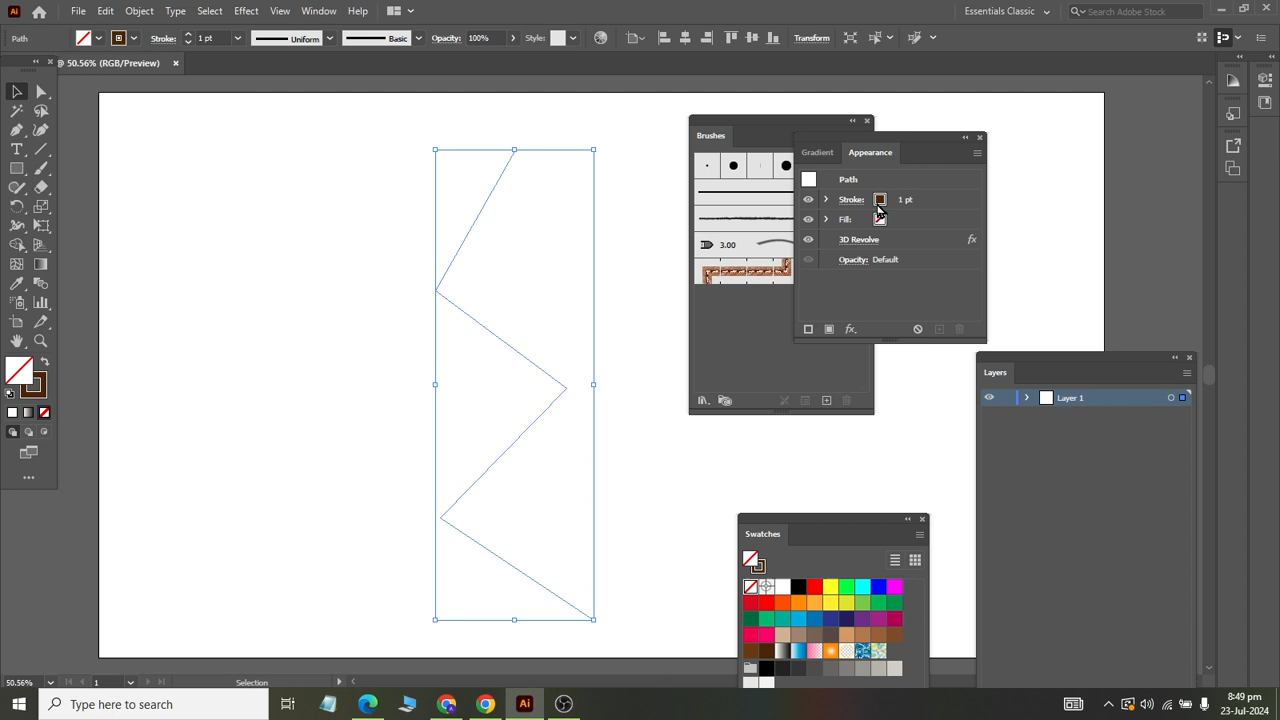 Ai
File Edit Object Type Select Effect View Window Help
Essentials Classic
Search Adobe Stock
Path
Stroke:
1 pt
Uniform
Basic
Opacity:
100%
Style:
Transform
@ 50.56% (RGB/Preview)
Brushes
3.00
Gradient
Appearance
Path
Stroke:
1 pt
Fill:
3D Revolve
fx
Opacity: Default
fx.
Layers
Layer 1
Swatches
50.56%
1
Selection
Type here to search
Ai
8:49 pm
23-Jul-2024